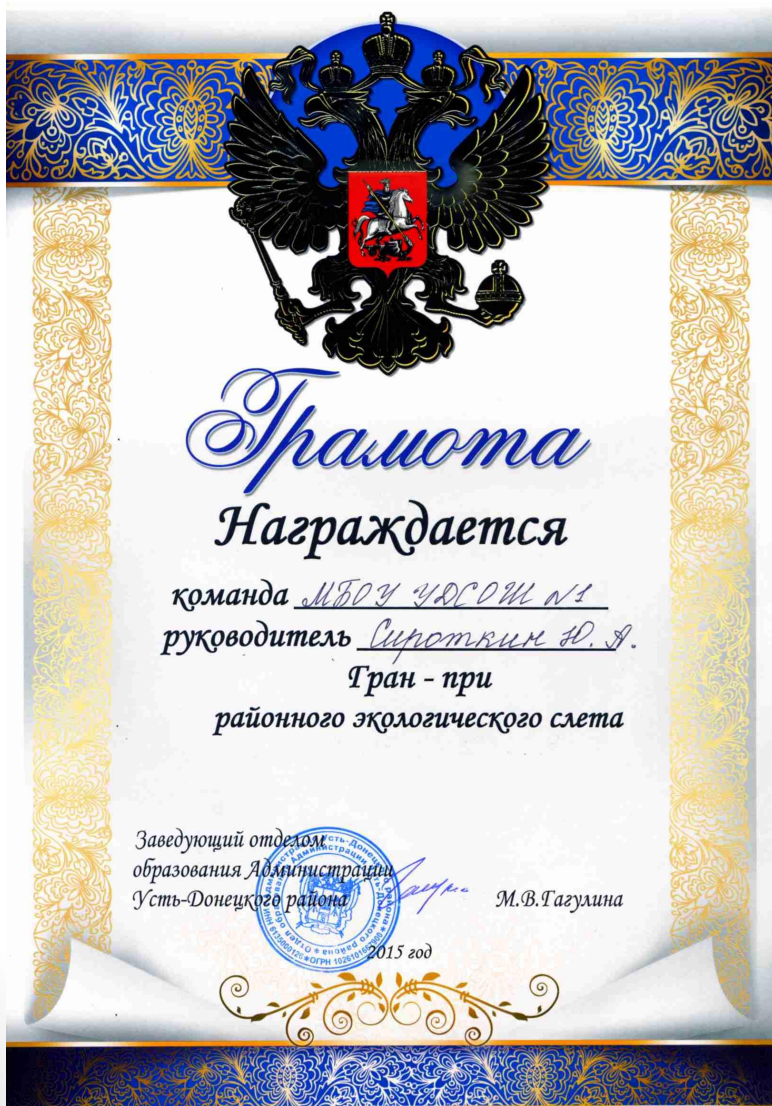 Грамота
Награждается
команда МБОУ УДСОШ №1
руководитель Сироткин Ю. А.
Гран - при
районного экологического слета
Заведующий отделом
образования Администрации
Усть-Донецкого района М.В.Гагулина
2015 год